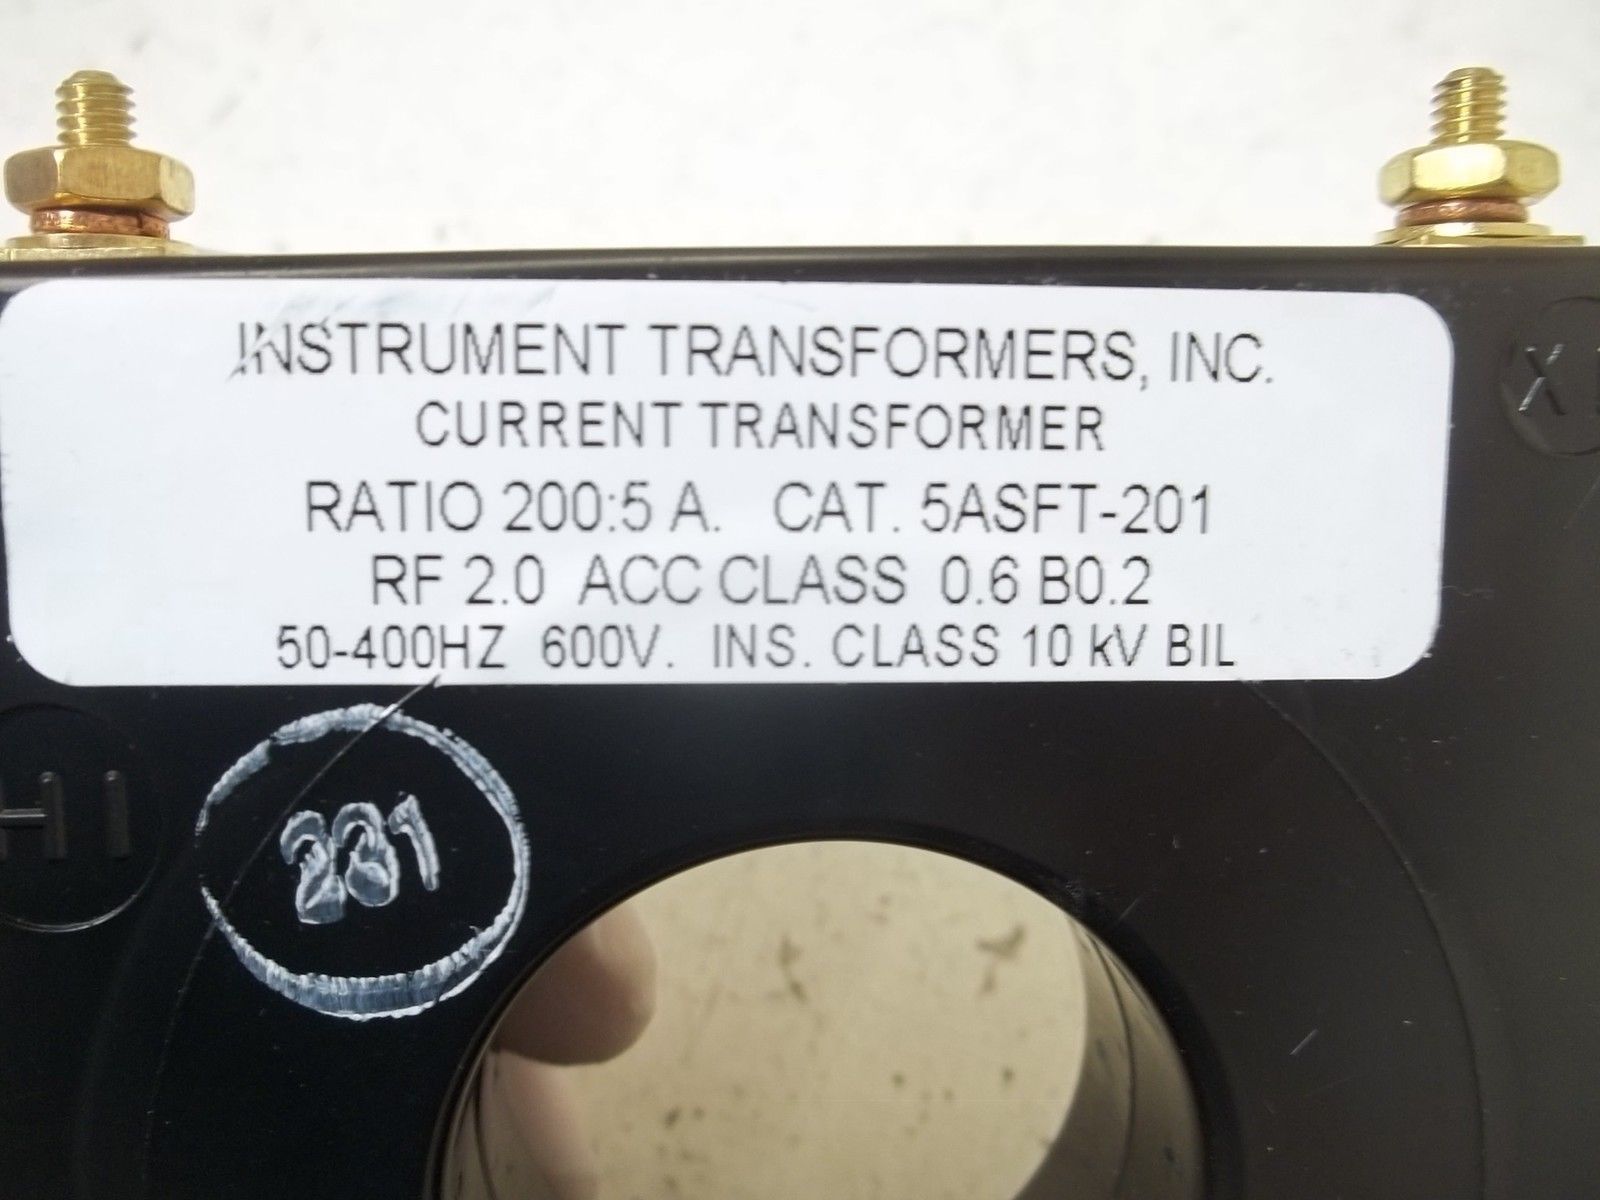 INSTRUMENT TRANSFORMERS, INC.
CURRENT TRANSFORMER
RATIO 200:5 A. CAT. 5ASFT-201
RF 2.0 ACC CLASS 0.6 B0.2
50-400HZ 600V. INS. CLASS 10 kV BIL
X
H1